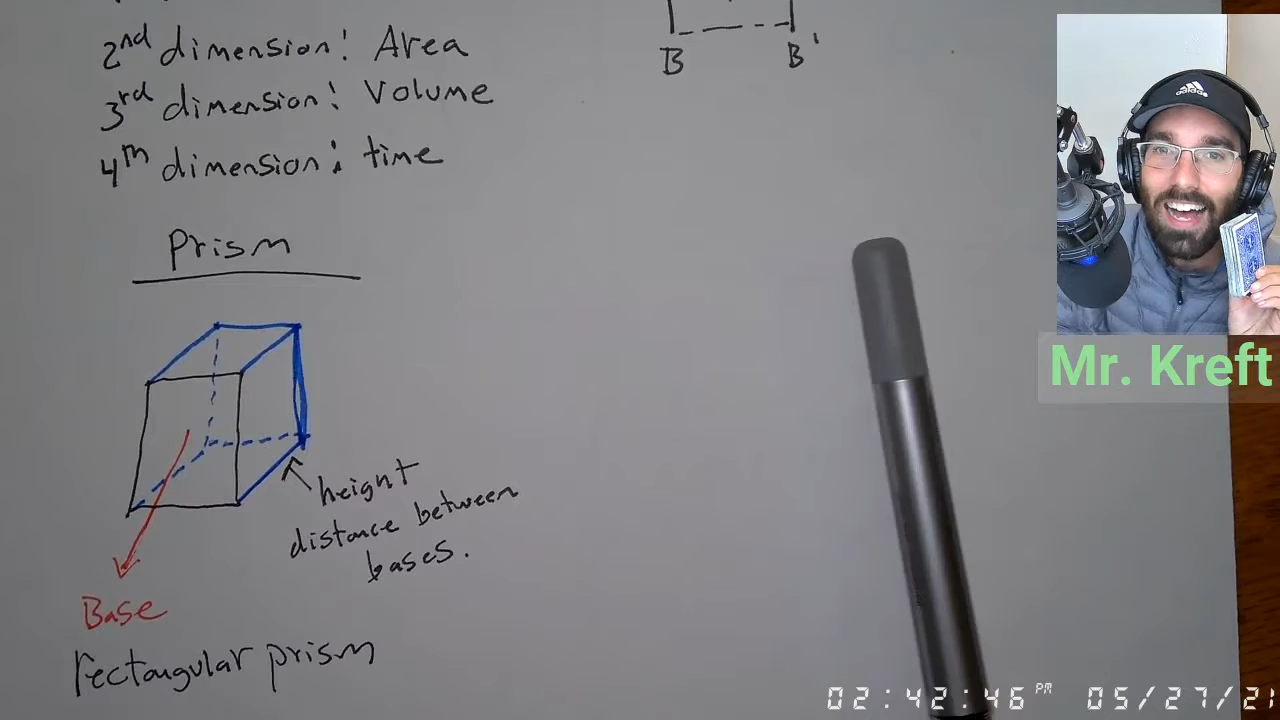 2nd dimension: Area
3rd dimension: Volume
4th dimension: time
B B'
Prism
height
distance between
bases.
Base
rectangular prism
adidas
Mr. Kreft
02:42:46 PM 05/27/21